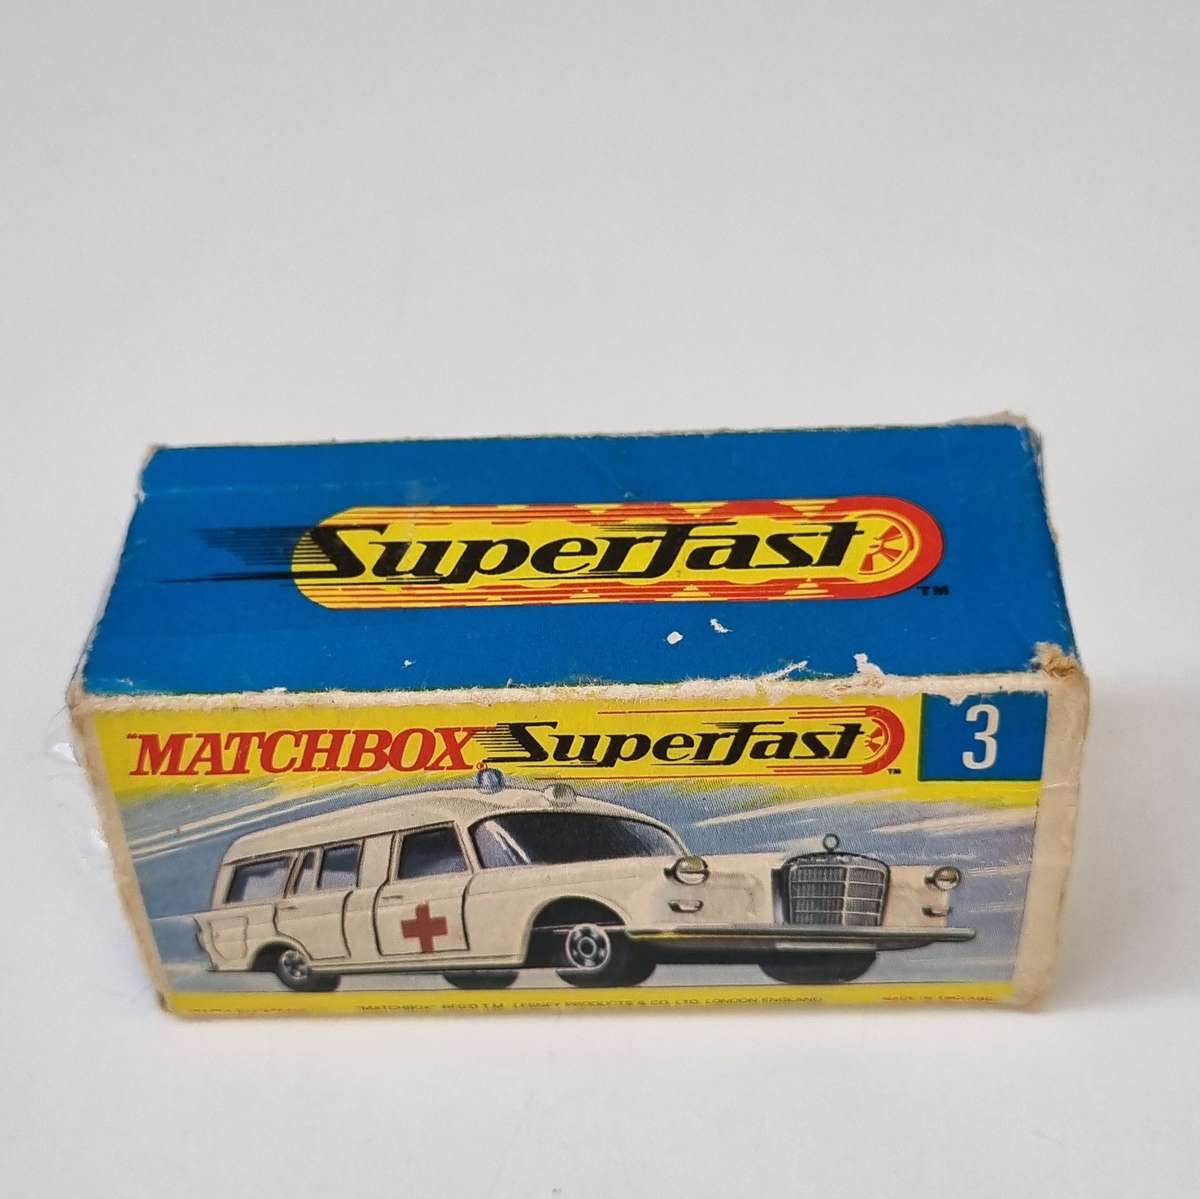 Superfast
TM
"MATCHBOX" Superfast TM 3
"MATCHBOX" REGD T.M. LESNEY PRODUCTS & CO. LTD. LONDON ENGLAND MADE IN ENGLAND